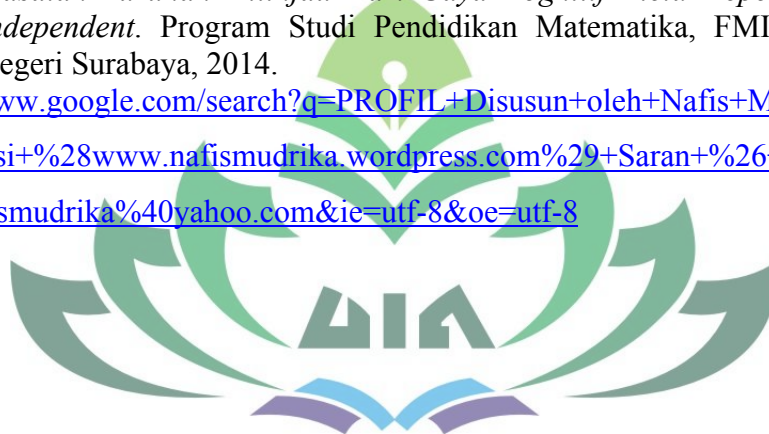 independent. Program Studi Pendidikan Matematika, FMI
egeri Surabaya, 2014.
ww.google.com/search?q=PROFIL+Disusun+oleh+Nafis+M
si+%28www.nafismudrika.wordpress.com%29+Saran+%26
smudrika%40yahoo.com&ie=utf-8&oe=utf-8
UIN